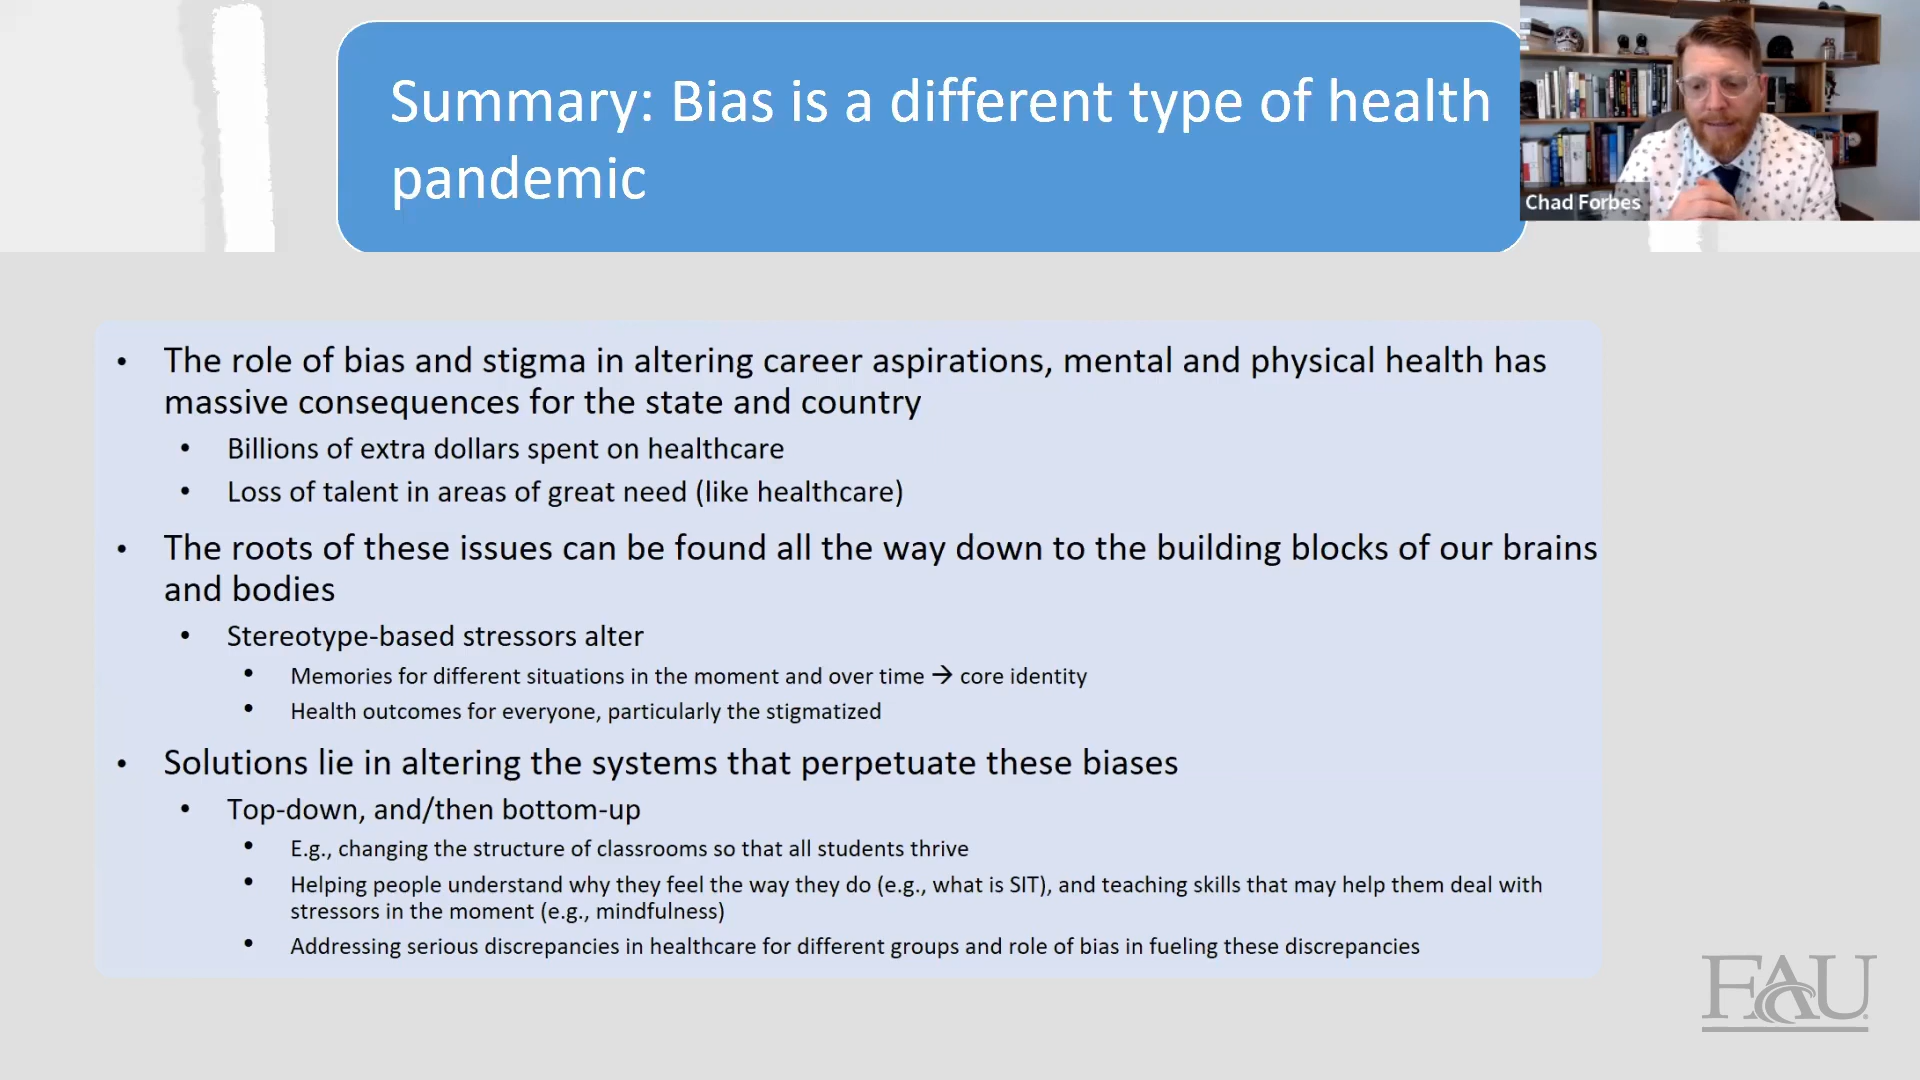 Summary: Bias is a different type of health
pandemic
Chad Forbes
• The role of bias and stigma in altering career aspirations, mental and physical health has
massive consequences for the state and country
• Billions of extra dollars spent on healthcare
• Loss of talent in areas of great need (like healthcare)
• The roots of these issues can be found all the way down to the building blocks of our brains
and bodies
• Stereotype-based stressors alter
• Memories for different situations in the moment and over time → core identity
• Health outcomes for everyone, particularly the stigmatized
• Solutions lie in altering the systems that perpetuate these biases
• Top-down, and/then bottom-up
• E.g., changing the structure of classrooms so that all students thrive
• Helping people understand why they feel the way they do (e.g., what is SIT), and teaching skills that may help them deal with
stressors in the moment (e.g., mindfulness)
• Addressing serious discrepancies in healthcare for different groups and role of bias in fueling these discrepancies
FAU